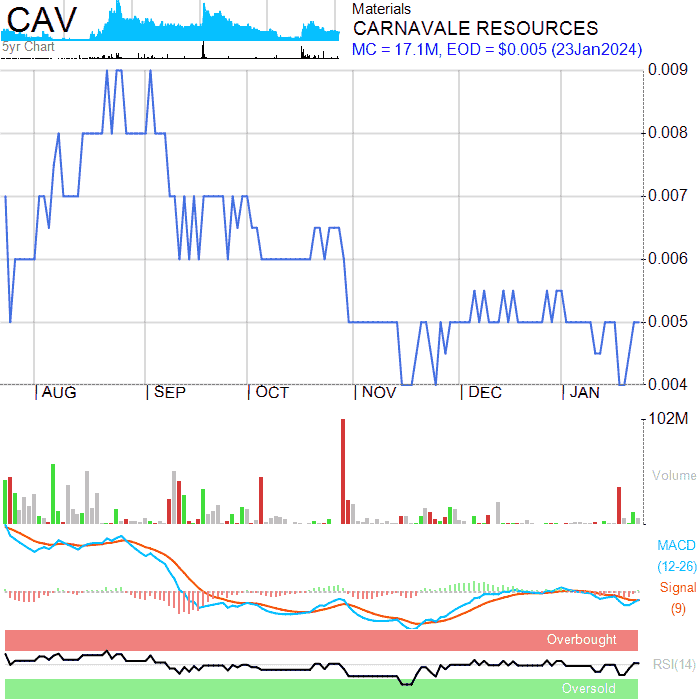 CAV
5yr Chart
Materials
CARNAVALE RESOURCES
MC = 17.1M, EOD = $0.005 (23Jan2024)
0.009
0.008
0.007
0.006
0.005
0.004
AUG SEP OCT NOV DEC JAN
102M
Volume
MACD
(12-26)
Signal
(9)
Overbought
RSI(14)
Oversold